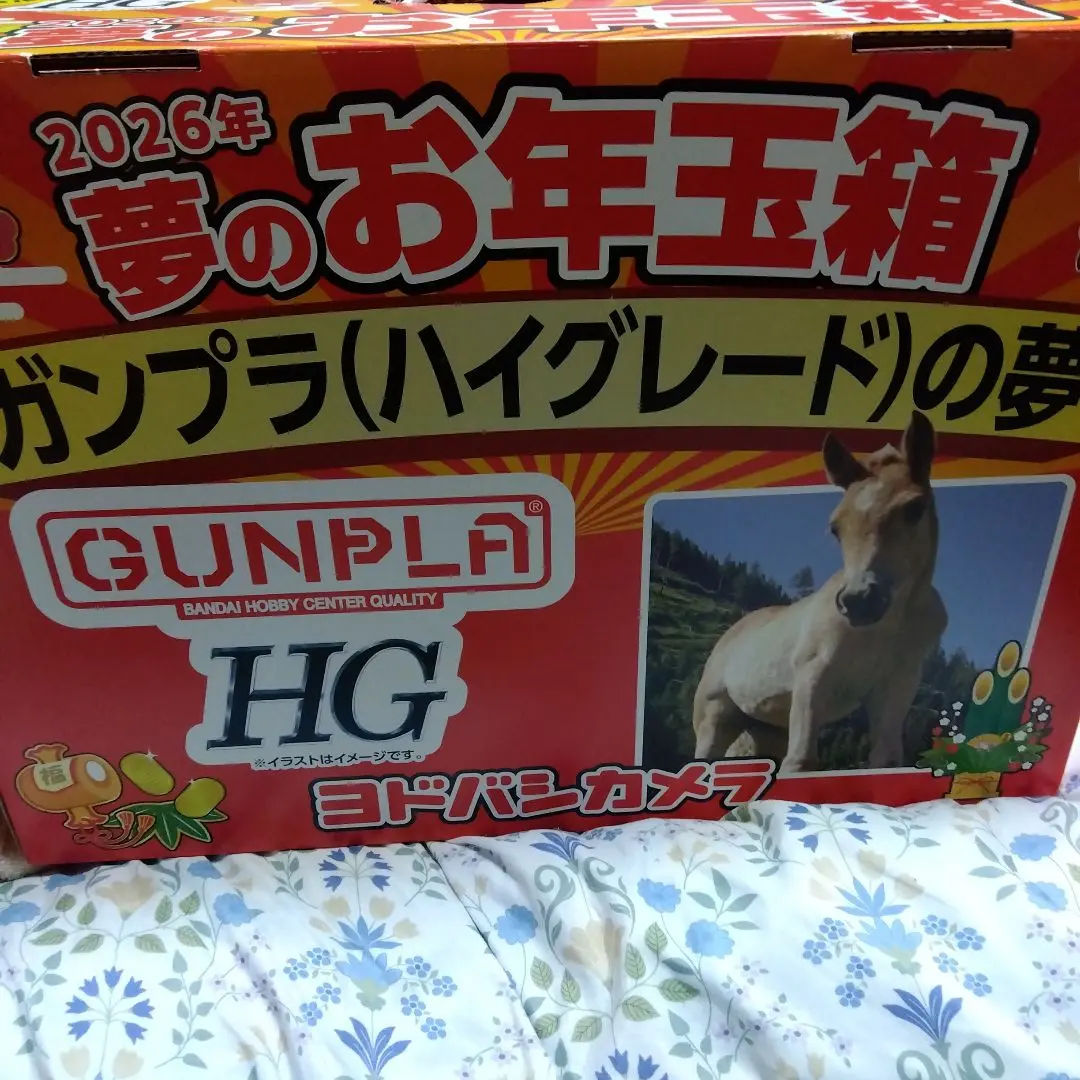 2026年
夢のお年玉箱
ガンプラ(ハイグレード)の夢
GUNPLA®
BANDAI HOBBY CENTER QUALITY
HG
※イラストはイメージです。
福
ヨドバシカメラ